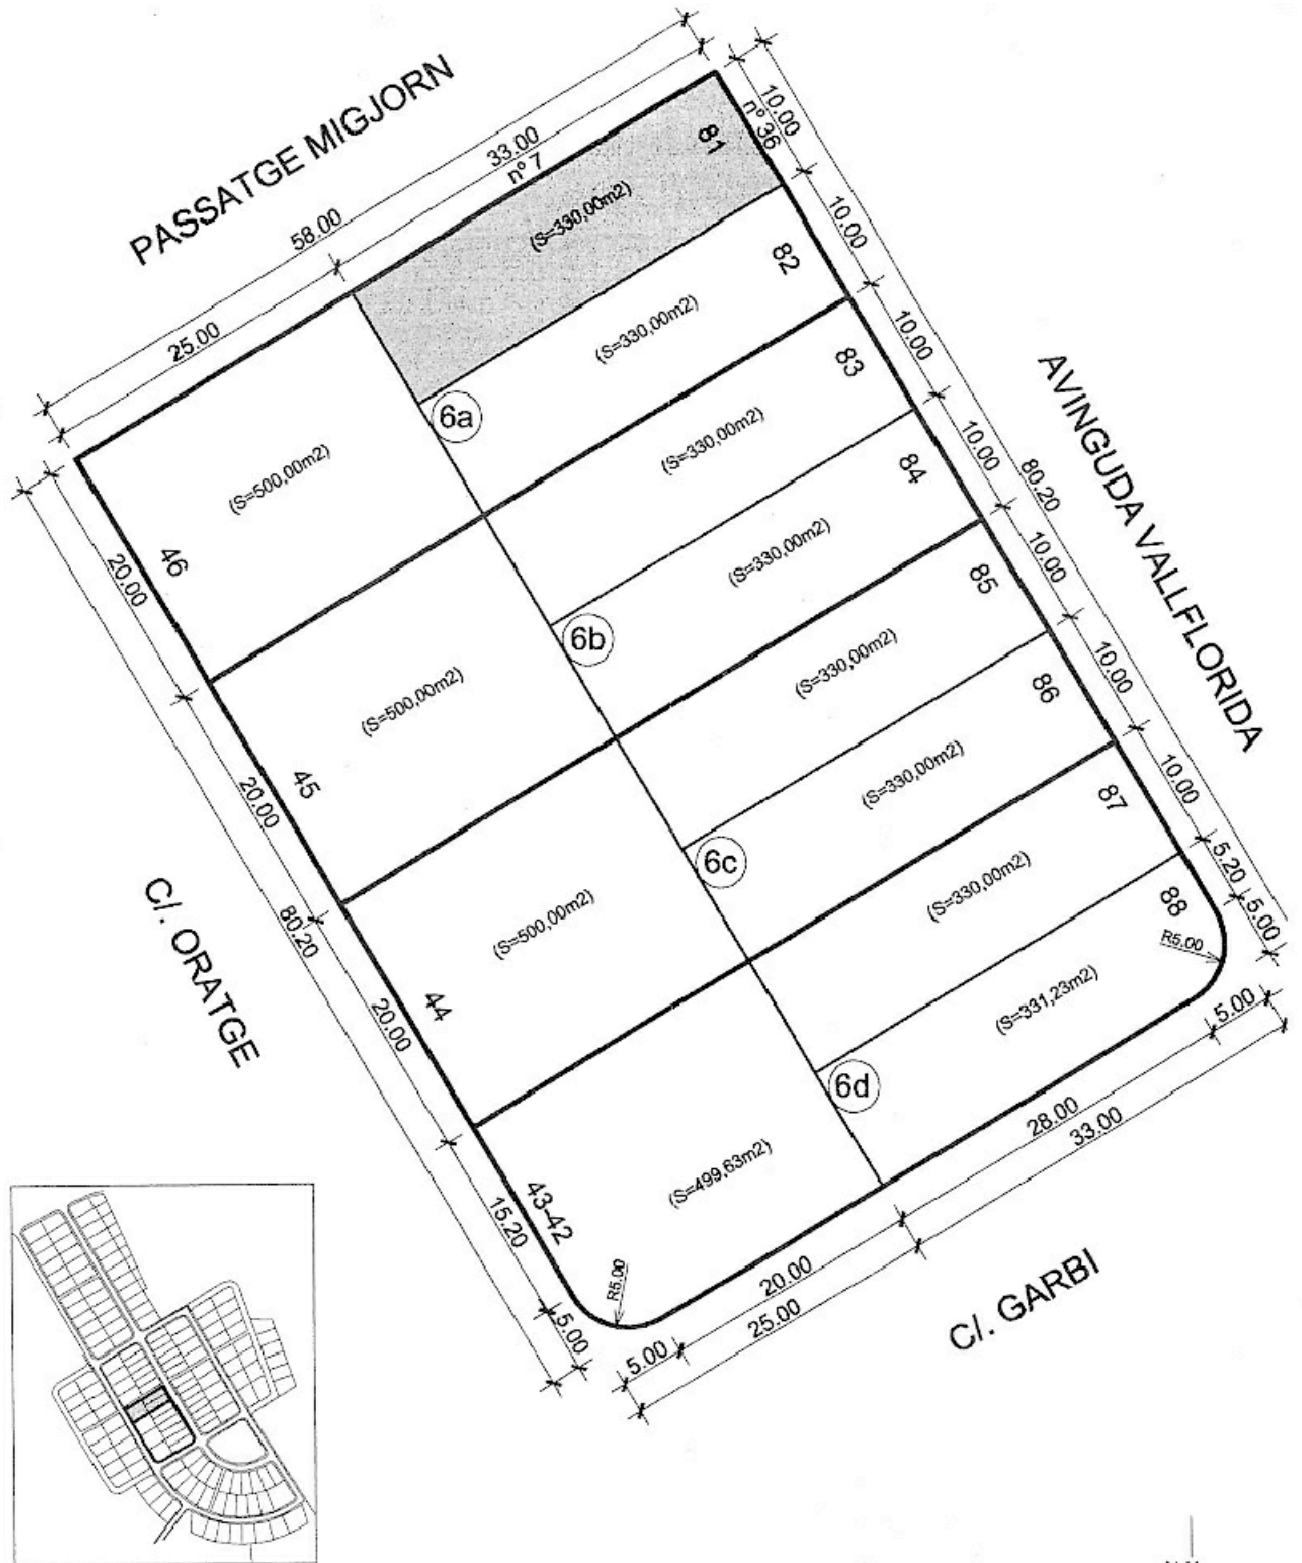 PASSATGE MIGJORN
58.00
33.00
nº 7
25.00
nº 36
10.00
81
(S=330,00m2)
10.00
82
(S=330,00m2)
6a
10.00
83
(S=330,00m2)
10.00
84
(S=330,00m2)
6b
10.00
85
(S=330,00m2)
10.00
86
(S=330,00m2)
6c
10.00
87
(S=330,00m2)
5.20
5.00
88
R5.00
(S=331,23m2)
6d
80.20
AVINGUDA VALLFLORIDA
(S=500,00m2)
46
20.00
(S=500,00m2)
45
20.00
(S=500,00m2)
44
20.00
(S=499,63m2)
43-42
15.20
5.00
R5.00
80.20
C/. ORATGE
5.00
28.00
33.00
20.00
25.00
5.00
C/. GARBI